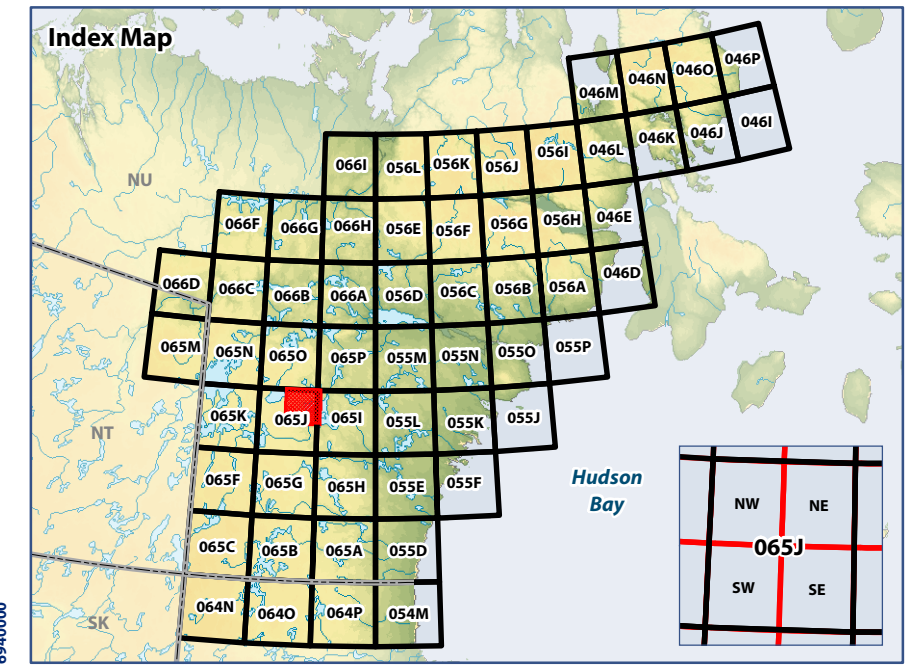 Index Map
046M 046N 046O 046P
046L 046K 046J 046I
066I 056L 056K 056J 056I
NU
066F 066G 066H 056E 056F 056G 056H 046E
066D 066C 066B 066A 056D 056C 056B 056A 046D
065M 065N 065O 065P 055M 055N 055O 055P
065K 065J 065I 055L 055K 055J
NT
065F 065G 065H 055E 055F
Hudson
Bay
065C 065B 065A 055D
064N 064O 064P 054M
SK
NW NE
065J
SW SE
6940000